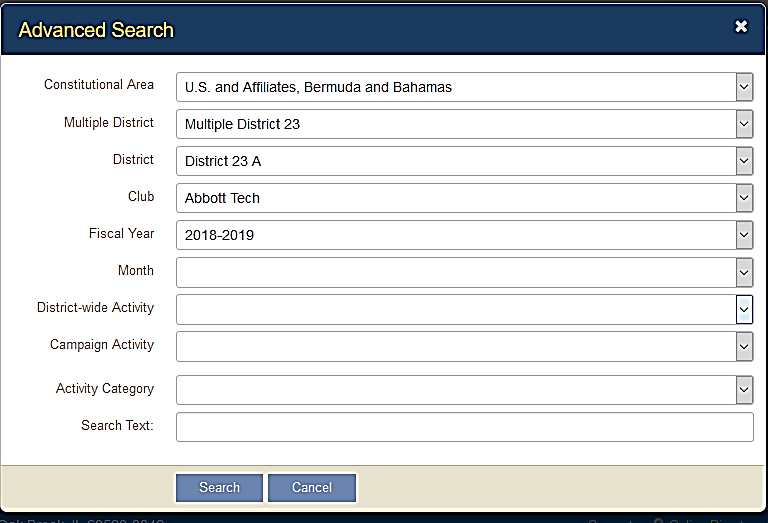 Advanced Search
Constitutional Area U.S. and Affiliates, Bermuda and Bahamas
Multiple District Multiple District 23
District District 23 A
Club Abbott Tech
Fiscal Year 2018-2019
Month
District-wide Activity
Campaign Activity
Activity Category
Search Text:
Search Cancel